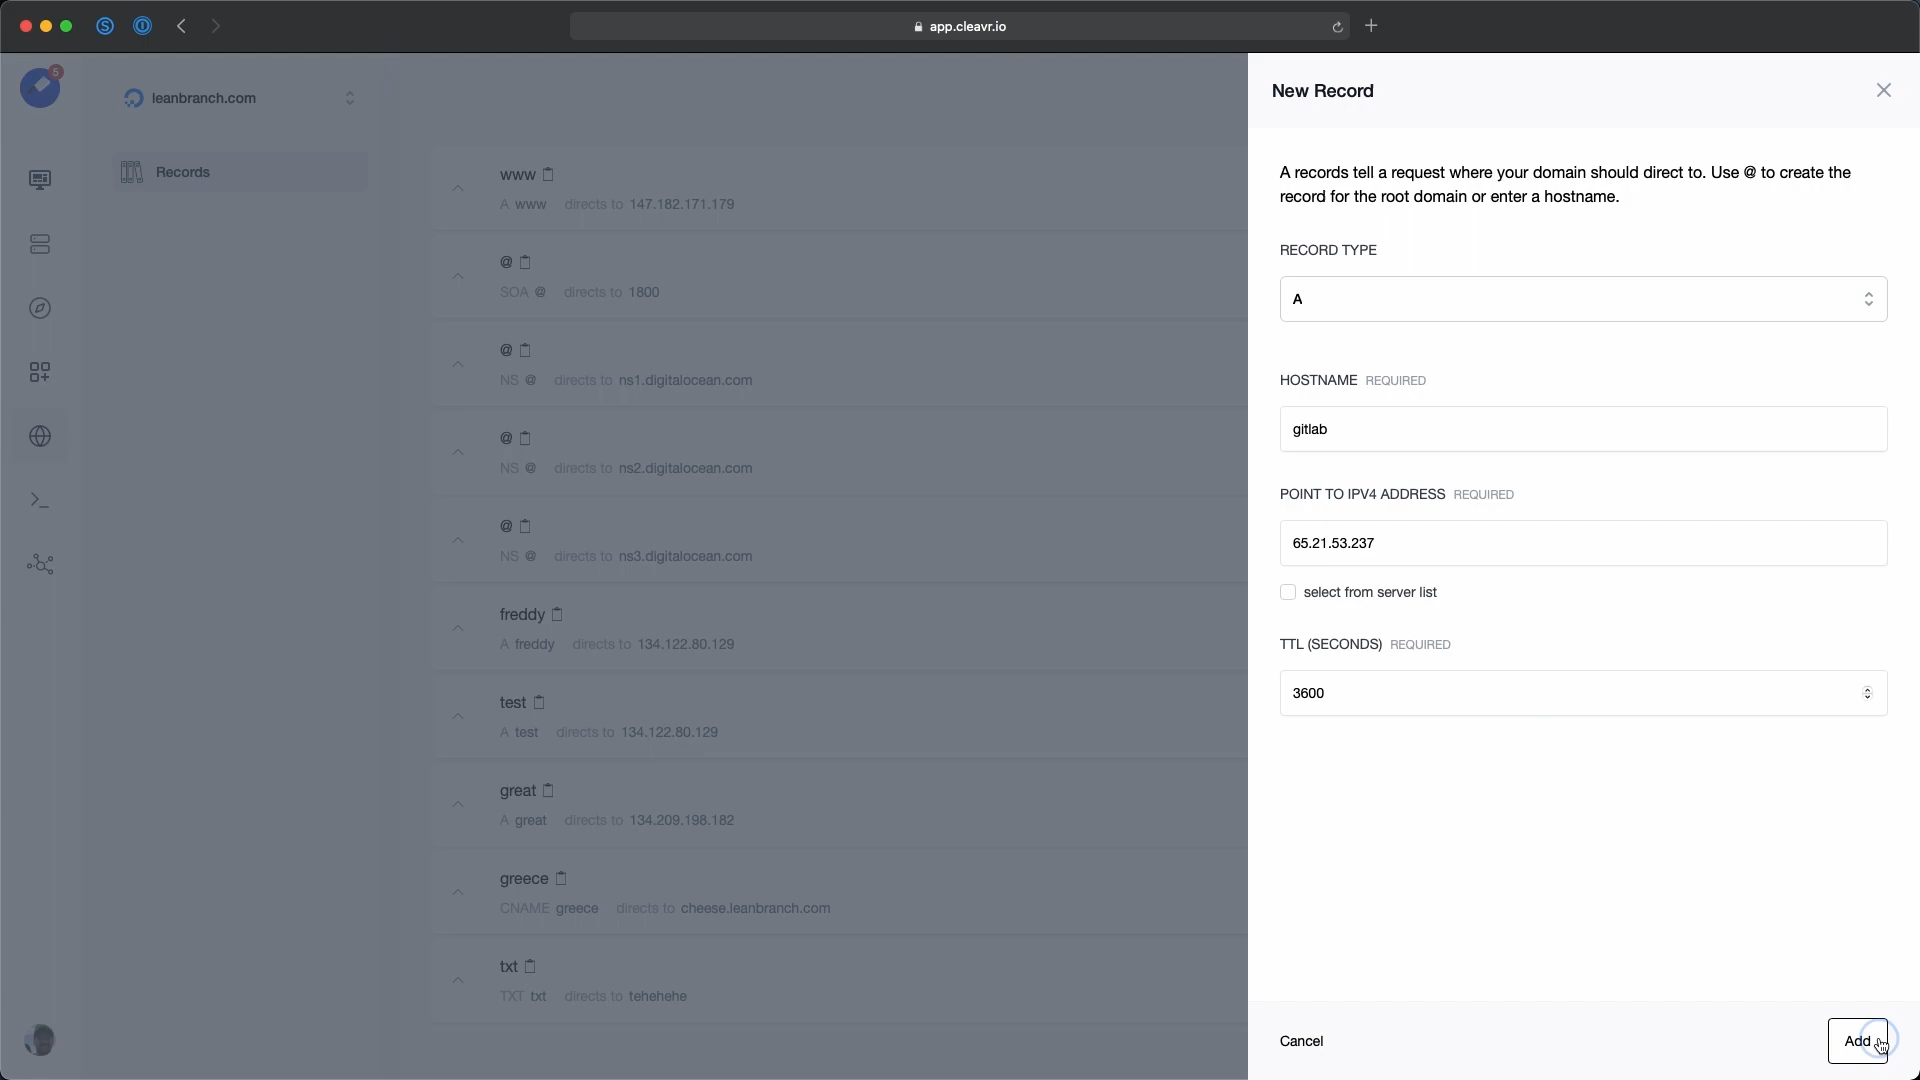 app.cleavr.io
5
leanbranch.com
Records
www
A www directs to 147.182.171.179
@
SOA @ directs to 1800
@
NS @ directs to ns1.digitalocean.com
@
NS @ directs to ns2.digitalocean.com
@
NS @ directs to ns3.digitalocean.com
freddy
A freddy directs to 134.122.80.129
test
A test directs to 134.122.80.129
great
A great directs to 134.209.198.182
greece
CNAME greece directs to cheese.leanbranch.com
txt
TXT txt directs to tehehehe
New Record
A records tell a request where your domain should direct to. Use @ to create the
record for the root domain or enter a hostname.
RECORD TYPE
A
HOSTNAME REQUIRED
gitlab
POINT TO IPV4 ADDRESS REQUIRED
65.21.53.237
select from server list
TTL (SECONDS) REQUIRED
3600
Cancel
Add